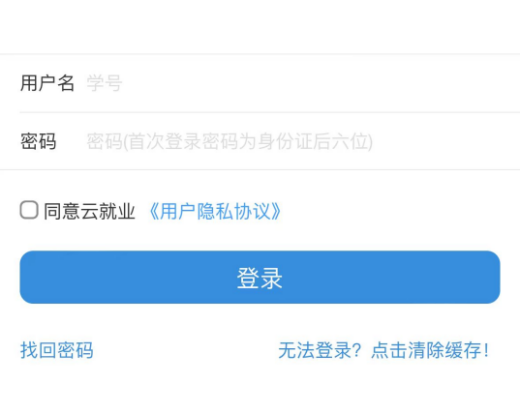 用户名 学号
密码 密码(首次登录密码为身份证后六位)
同意云就业 《用户隐私协议》
登录
找回密码 无法登录？点击清除缓存！